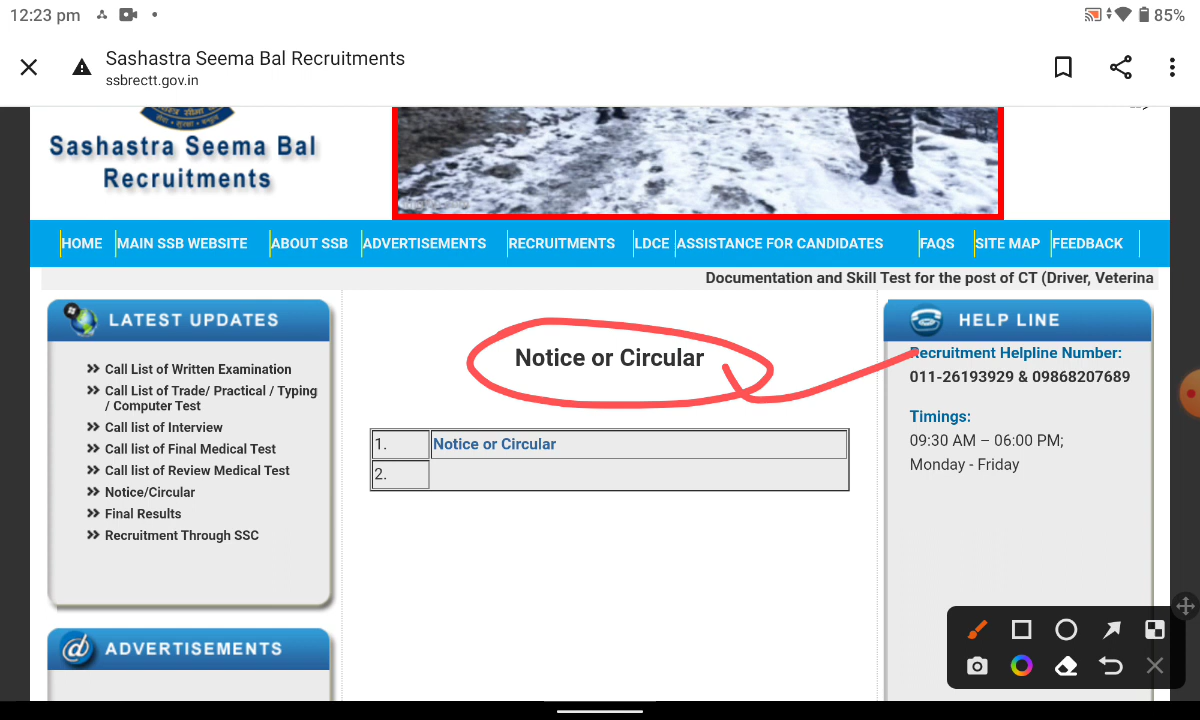 12:23 pm
85%
Sashastra Seema Bal Recruitments
ssbrectt.gov.in
Sashastra Seema Bal
Recruitments
HOME MAIN SSB WEBSITE ABOUT SSB ADVERTISEMENTS RECRUITMENTS LDCE ASSISTANCE FOR CANDIDATES FAQS SITE MAP FEEDBACK
Documentation and Skill Test for the post of CT (Driver, Veterina
LATEST UPDATES
Call List of Written Examination
Call List of Trade/ Practical / Typing
/ Computer Test
Call list of Interview
Call list of Final Medical Test
Call list of Review Medical Test
Notice/Circular
Final Results
Recruitment Through SSC
ADVERTISEMENTS
Notice or Circular
1. Notice or Circular
2.
HELP LINE
Recruitment Helpline Number:
011-26193929 & 09868207689
Timings:
09:30 AM – 06:00 PM;
Monday - Friday